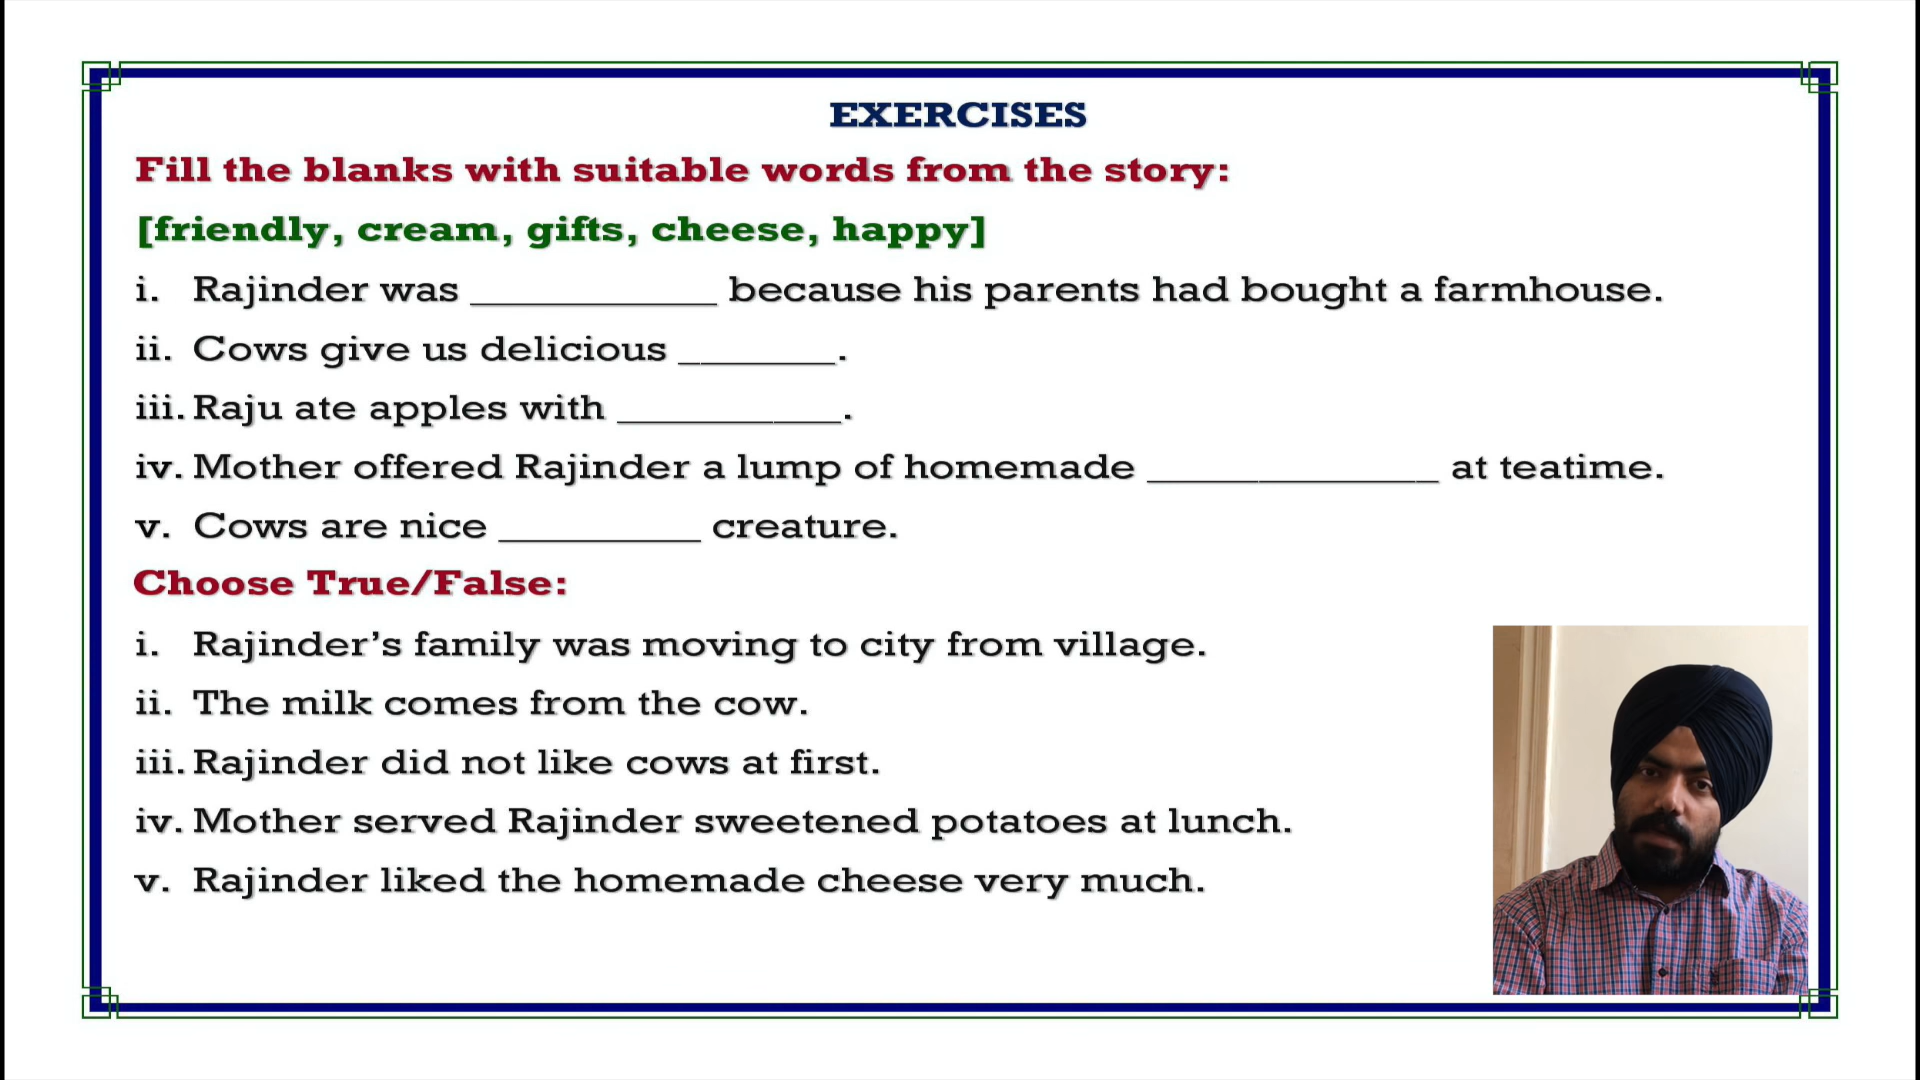 EXERCISES
Fill the blanks with suitable words from the story:
[friendly, cream, gifts, cheese, happy]
i. Rajinder was ___________ because his parents had bought a farmhouse.
ii. Cows give us delicious _______.
iii. Raju ate apples with __________.
iv. Mother offered Rajinder a lump of homemade _____________ at teatime.
v. Cows are nice _________ creature.
Choose True/False:
i. Rajinder’s family was moving to city from village.
ii. The milk comes from the cow.
iii. Rajinder did not like cows at first.
iv. Mother served Rajinder sweetened potatoes at lunch.
v. Rajinder liked the homemade cheese very much.